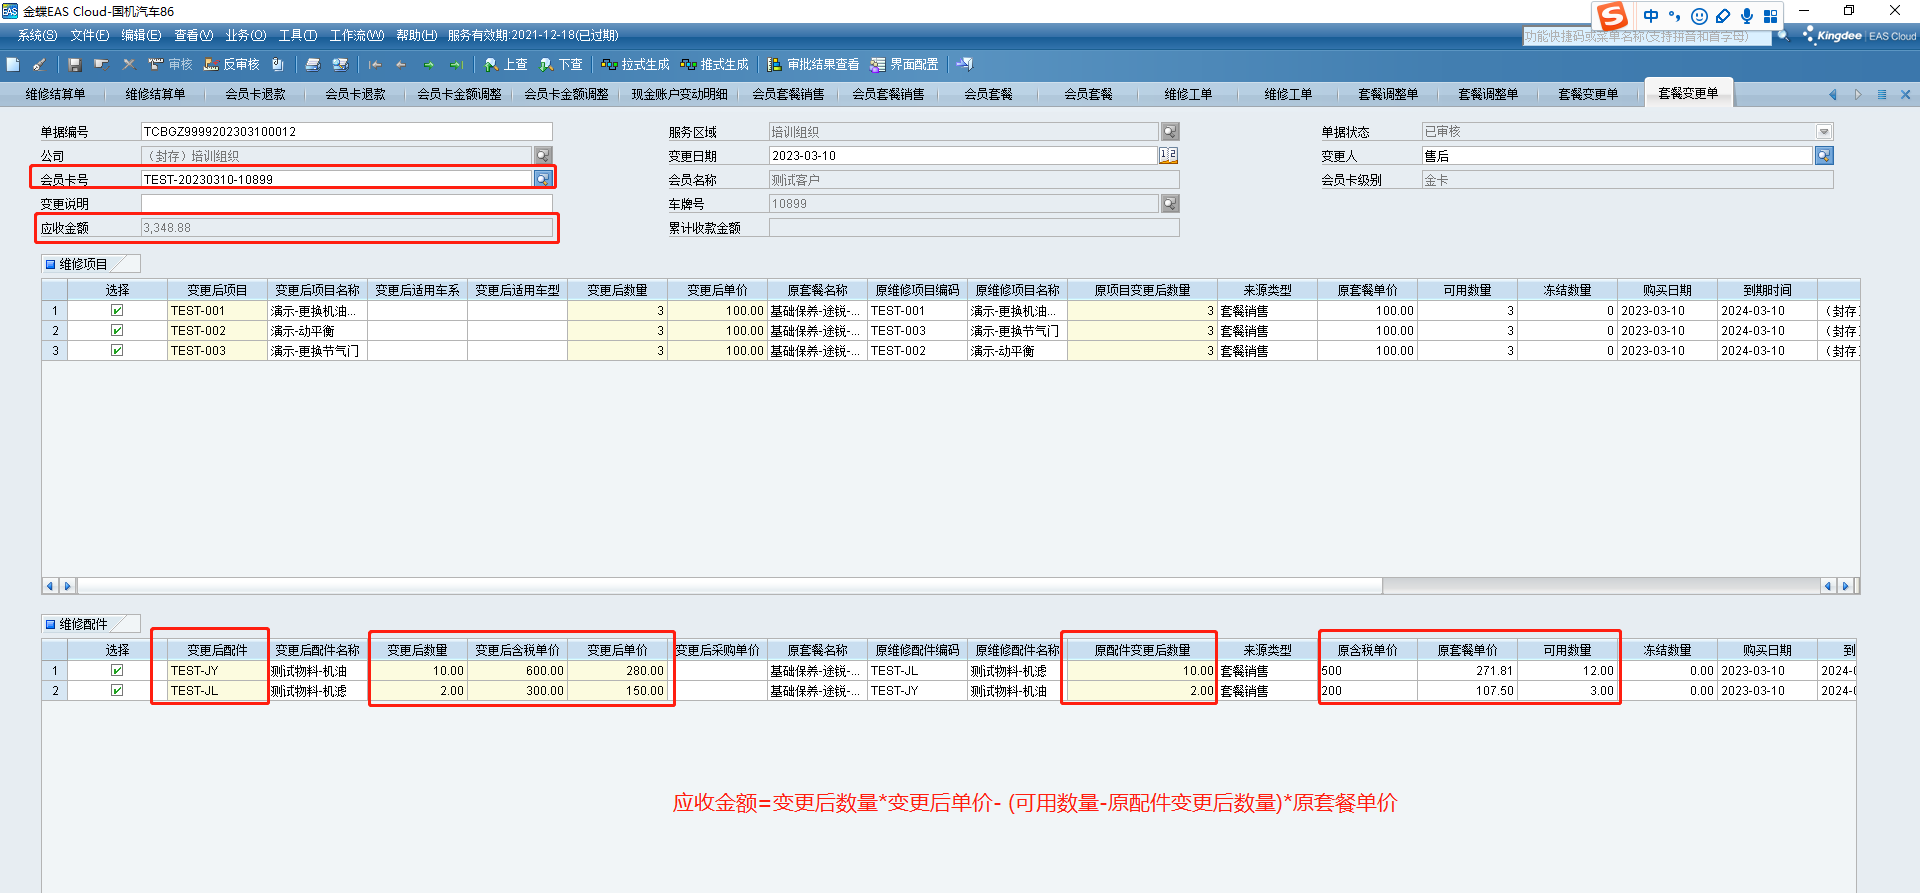 金蝶EAS Cloud-国机汽车86
中
系统(S) 文件(F) 编辑(E) 查看(V) 业务(O) 工具(T) 工作流(W) 帮助(H) 服务有效期:2021-12-18(已过期)
功能快捷码或菜单名称(支持拼音和首字母)
Kingdee EAS Cloud
审核 反审核 上查 下查 拉式生成 推式生成 审批结果查看 界面配置
维修结算单 维修结算单 会员卡退款 会员卡退款 会员卡金额调整 会员卡金额调整 现金账户变动明细 会员套餐销售 会员套餐销售 会员套餐 会员套餐 维修工单 维修工单 套餐调整单 套餐调整单 套餐变更单 套餐变更单
单据编号 TCBGZ9999202303100012 服务区域 培训组织 单据状态 已审核
公司 （封存）培训组织 变更日期 2023-03-10 变更人 售后
会员卡号 TEST-20230310-10899 会员名称 测试客户 会员卡级别 金卡
变更说明 车牌号 10899
应收金额 3,348.88 累计收款金额
维修项目
选择 变更后项目 变更后项目名称 变更后适用车系 变更后适用车型 变更后数量 变更后单价 原套餐名称 原维修项目编码 原维修项目名称 原项目变更后数量 来源类型 原套餐单价 可用数量 冻结数量 购买日期 到期时间
1 TEST-001 演示-更换机油... 3 100.00 基础保养-途锐-... TEST-001 演示-更换机油... 3 套餐销售 100.00 3 0 2023-03-10 2024-03-10 （封存
2 TEST-002 演示-动平衡 3 100.00 基础保养-途锐-... TEST-003 演示-更换节气门 3 套餐销售 100.00 3 0 2023-03-10 2024-03-10 （封存
3 TEST-003 演示-更换节气门 3 100.00 基础保养-途锐-... TEST-002 演示-动平衡 3 套餐销售 100.00 3 0 2023-03-10 2024-03-10 （封存
维修配件
选择 变更后配件 变更后配件名称 变更后数量 变更后含税单价 变更后单价 变更后采购单价 原套餐名称 原维修配件编码 原维修配件名称 原配件变更后数量 来源类型 原含税单价 原套餐单价 可用数量 冻结数量 购买日期 到
1 TEST-JY 测试物料-机油 10.00 600.00 280.00 基础保养-途锐-... TEST-JL 测试物料-机滤 10.00 套餐销售 500 271.81 12.00 0.00 2023-03-10 2024-
2 TEST-JL 测试物料-机滤 2.00 300.00 150.00 基础保养-途锐-... TEST-JY 测试物料-机油 2.00 套餐销售 200 107.50 3.00 0.00 2023-03-10 2024-
应收金额=变更后数量*变更后单价- (可用数量-原配件变更后数量)*原套餐单价